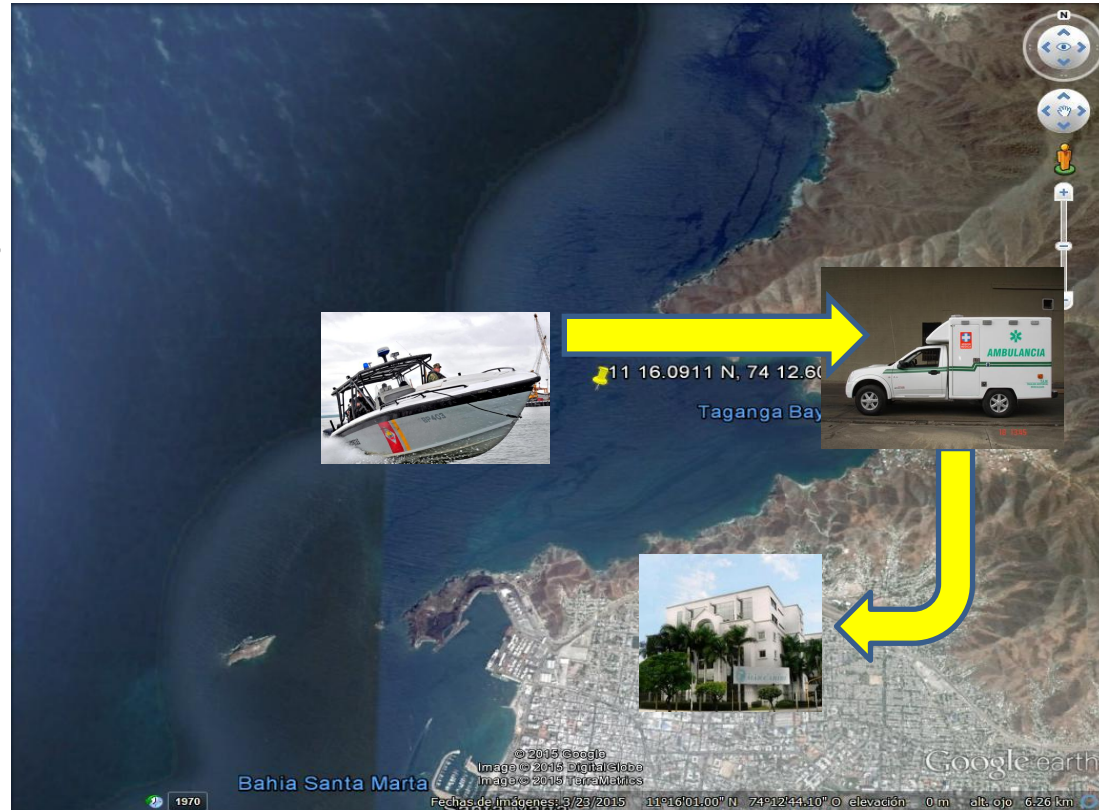 N
BP403
AMBULANCIA
11 16.0911 N, 74 12.60
Taganga Bay
© 2015 Google
Image © 2015 DigitalGlobe
Image © 2015 TerraMetrics
Google earth
Bahia Santa Marta
1970
Fechas de imágenes: 3/23/2015 11°16'01.00" N 74°12'44.10" O elevación 0 m alt. ojo 6.26 km